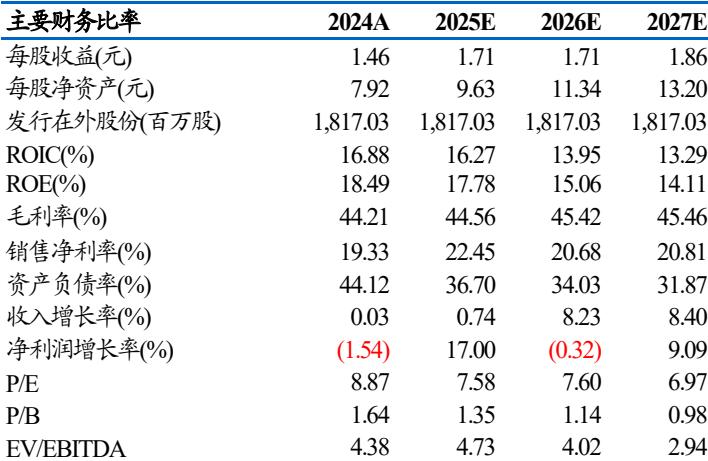 主要财务比率 2024A 2025E 2026E 2027E
每股收益(元) 1.46 1.71 1.71 1.86
每股净资产(元) 7.92 9.63 11.34 13.20
发行在外股份(百万股) 1,817.03 1,817.03 1,817.03 1,817.03
ROIC(%) 16.88 16.27 13.95 13.29
ROE(%) 18.49 17.78 15.06 14.11
毛利率(%) 44.21 44.56 45.42 45.46
销售净利率(%) 19.33 22.45 20.68 20.81
资产负债率(%) 44.12 36.70 34.03 31.87
收入增长率(%) 0.03 0.74 8.23 8.40
净利润增长率(%) (1.54) 17.00 (0.32) 9.09
P/E 8.87 7.58 7.60 6.97
P/B 1.64 1.35 1.14 0.98
EV/EBITDA 4.38 4.73 4.02 2.94